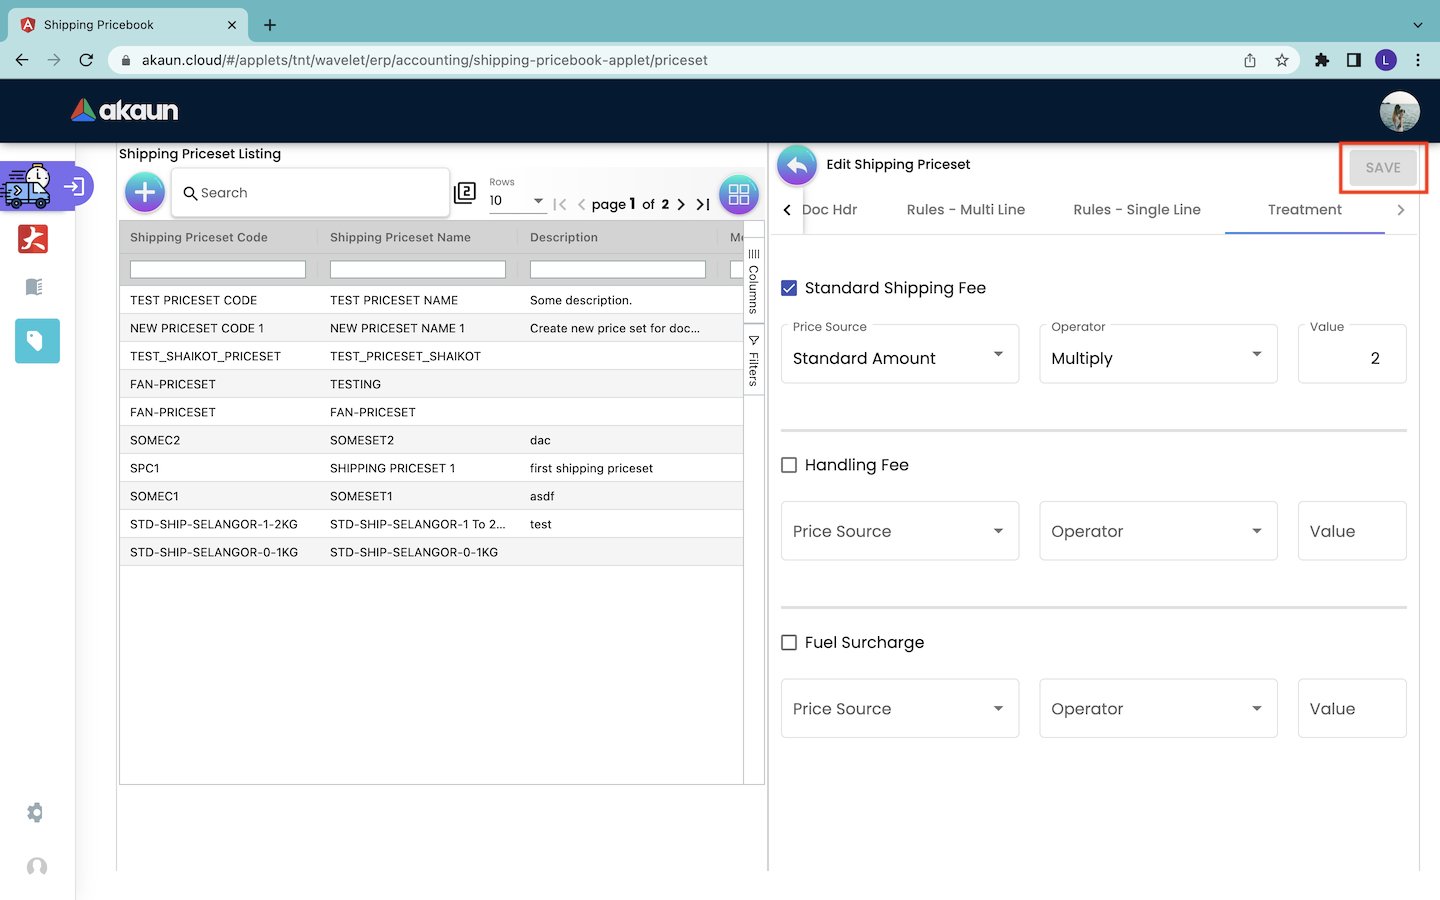 Shipping Pricebook
akaun.cloud/#/applets/tnt/wavelet/erp/accounting/shipping-pricebook-applet/priceset
L
akaun
Shipping Priceset Listing
Search
2
Rows
10
page 1 of 2
Shipping Priceset Code Shipping Priceset Name Description Mo
TEST PRICESET CODE TEST PRICESET NAME Some description.
NEW PRICESET CODE 1 NEW PRICESET NAME 1 Create new price set for doc...
TEST_SHAIKOT_PRICESET TEST_PRICESET_SHAIKOT
FAN-PRICESET TESTING
FAN-PRICESET FAN-PRICESET
SOMEC2 SOMESET2 dac
SPC1 SHIPPING PRICESET 1 first shipping priceset
SOMEC1 SOMESET1 asdf
STD-SHIP-SELANGOR-1-2KG STD-SHIP-SELANGOR-1 To 2... test
STD-SHIP-SELANGOR-0-1KG STD-SHIP-SELANGOR-0-1KG
Columns
Filters
Edit Shipping Priceset
SAVE
Doc Hdr Rules - Multi Line Rules - Single Line Treatment
Standard Shipping Fee
Price Source Operator Value
Standard Amount Multiply 2
Handling Fee
Price Source Operator Value
Fuel Surcharge
Price Source Operator Value